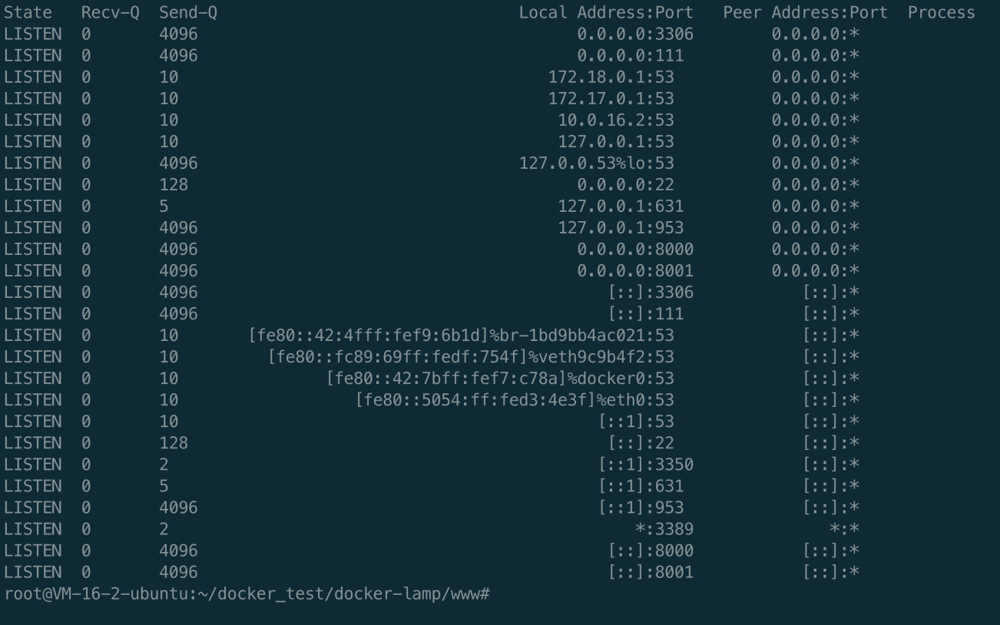 State Recv-Q Send-Q Local Address:Port Peer Address:Port Process
LISTEN 0 4096 0.0.0.0:3306 0.0.0.0:*
LISTEN 0 4096 0.0.0.0:111 0.0.0.0:*
LISTEN 0 10 172.18.0.1:53 0.0.0.0:*
LISTEN 0 10 172.17.0.1:53 0.0.0.0:*
LISTEN 0 10 10.0.16.2:53 0.0.0.0:*
LISTEN 0 10 127.0.0.1:53 0.0.0.0:*
LISTEN 0 4096 127.0.0.53%lo:53 0.0.0.0:*
LISTEN 0 128 0.0.0.0:22 0.0.0.0:*
LISTEN 0 5 127.0.0.1:631 0.0.0.0:*
LISTEN 0 4096 127.0.0.1:953 0.0.0.0:*
LISTEN 0 4096 0.0.0.0:8000 0.0.0.0:*
LISTEN 0 4096 0.0.0.0:8001 0.0.0.0:*
LISTEN 0 4096 [::]:3306 [::]:*
LISTEN 0 4096 [::]:111 [::]:*
LISTEN 0 10 [fe80::42:4fff:fef9:6b1d]%br-1bd9bb4ac021:53 [::]:*
LISTEN 0 10 [fe80::fc89:69ff:fedf:754f]%veth9c9b4f2:53 [::]:*
LISTEN 0 10 [fe80::42:7bff:fef7:c78a]%docker0:53 [::]:*
LISTEN 0 10 [fe80::5054:ff:fed3:4e3f]%eth0:53 [::]:*
LISTEN 0 10 [::1]:53 [::]:*
LISTEN 0 128 [::]:22 [::]:*
LISTEN 0 2 [::1]:3350 [::]:*
LISTEN 0 5 [::1]:631 [::]:*
LISTEN 0 4096 [::1]:953 [::]:*
LISTEN 0 2 *:3389 *:*
LISTEN 0 4096 [::]:8000 [::]:*
LISTEN 0 4096 [::]:8001 [::]:*
root@VM-16-2-ubuntu:~/docker_test/docker-lamp/www#